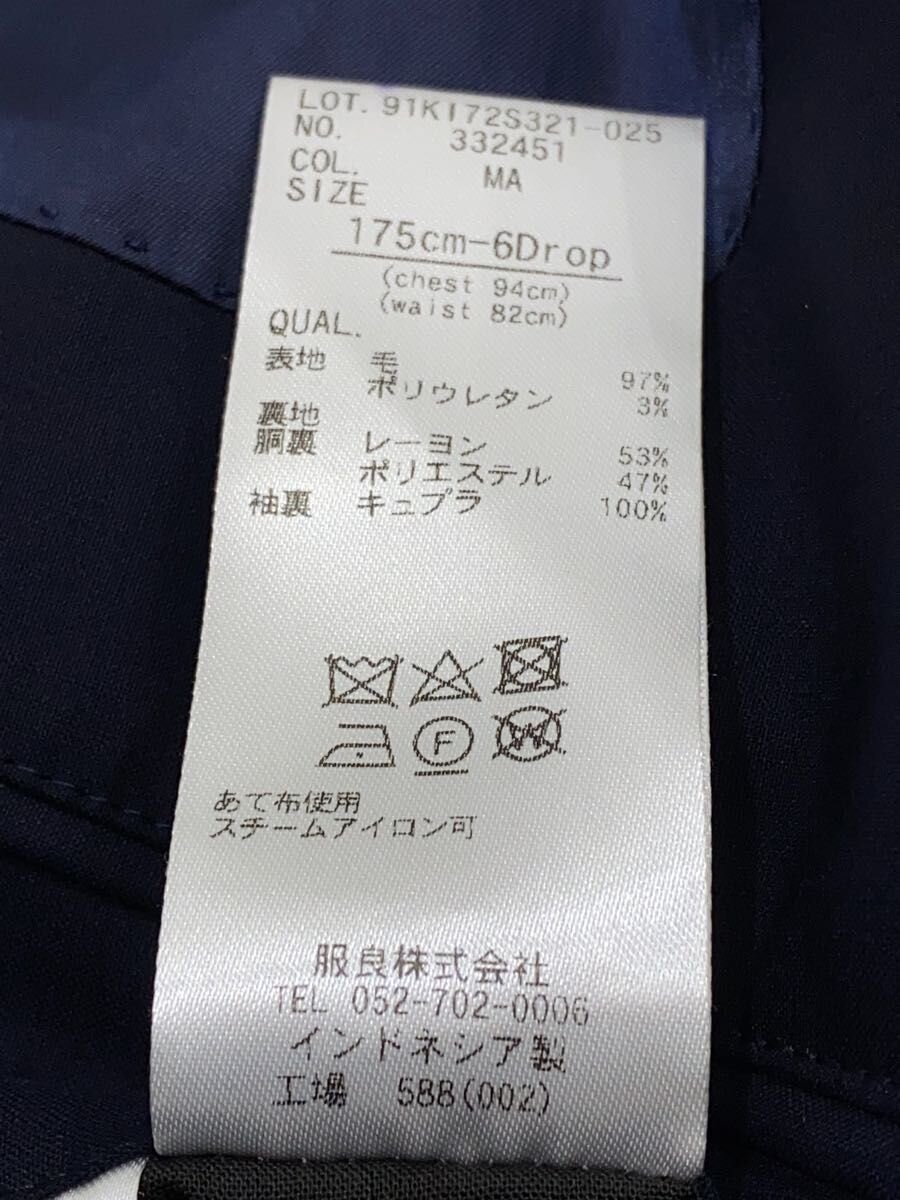 LOT. 91KI72S321-025
NO. 332451
COL. MA
SIZE
175cm-6Drop
(chest 94cm)
(waist 82cm)
QUAL.
表地 毛 97%
ポリウレタン 3%
裏地
胴裏 レーヨン 53%
ポリエステル 47%
袖裏 キュプラ 100%
F
W
あて布使用
スチームアイロン可
服良株式会社
TEL 052-702-0006
インドネシア製
工場 588(002)